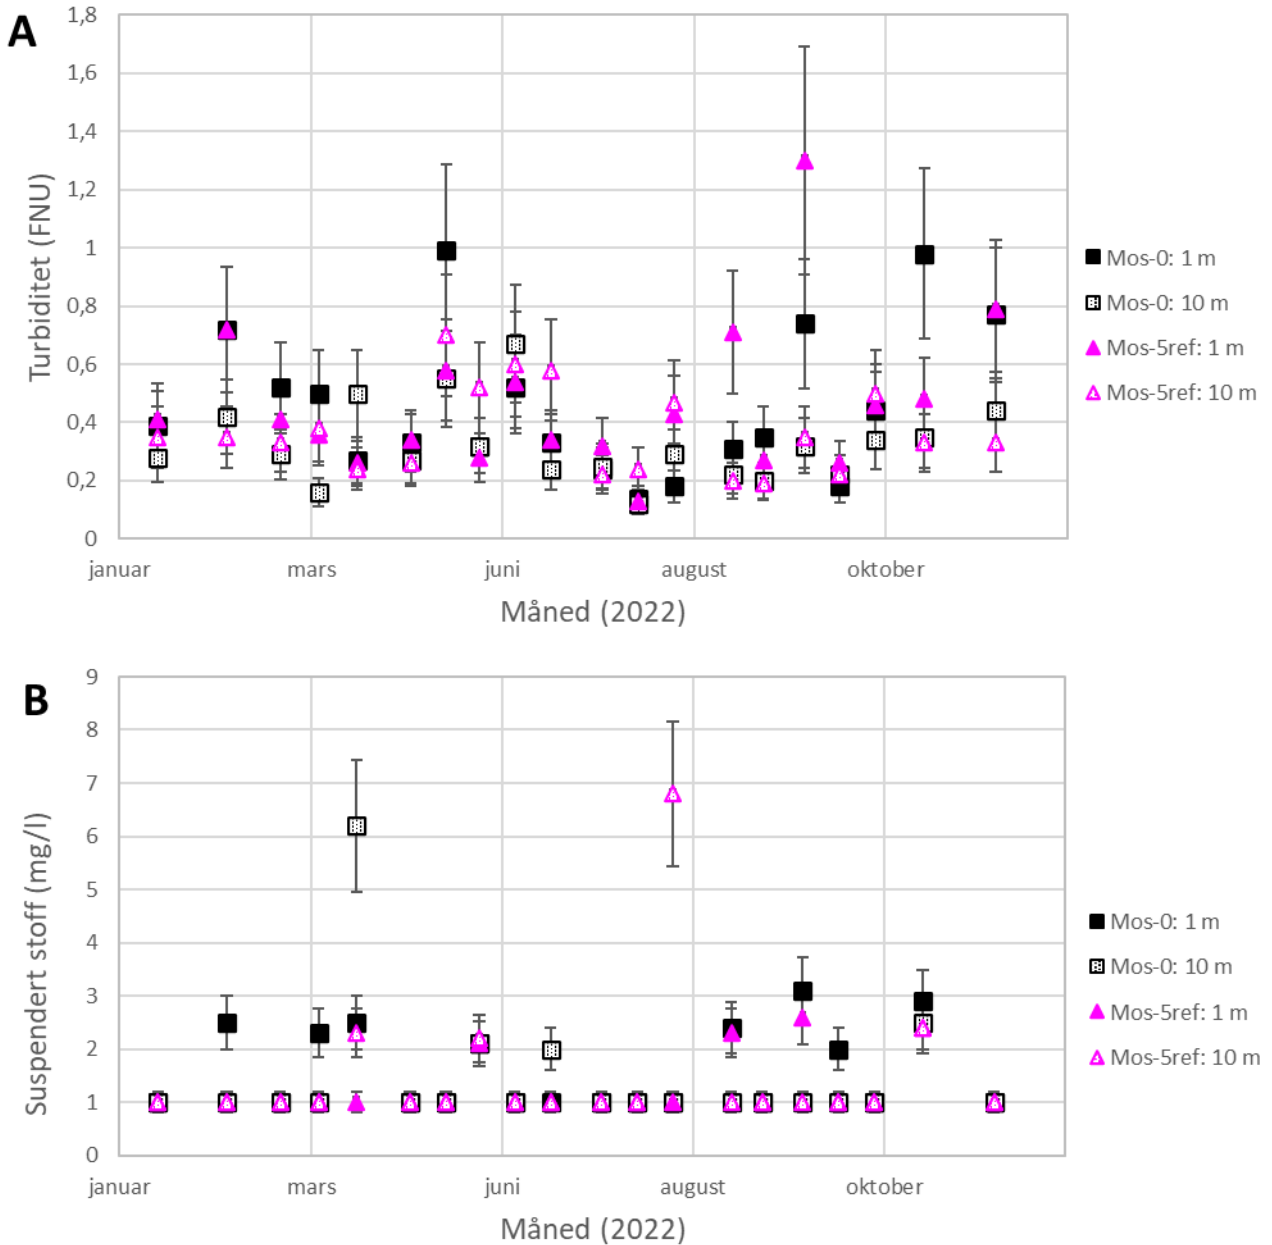 A
1,8
1,6
1,4
1,2
1
0,8
0,6
0,4
0,2
0
Turbiditet (FNU)
januar mars juni august oktober
Måned (2022)
Mos-0: 1 m
Mos-0: 10 m
Mos-5ref: 1 m
Mos-5ref: 10 m
B
9
8
7
6
5
4
3
2
1
0
Suspendert stoff (mg/l)
januar mars juni august oktober
Måned (2022)
Mos-0: 1 m
Mos-0: 10 m
Mos-5ref: 1 m
Mos-5ref: 10 m